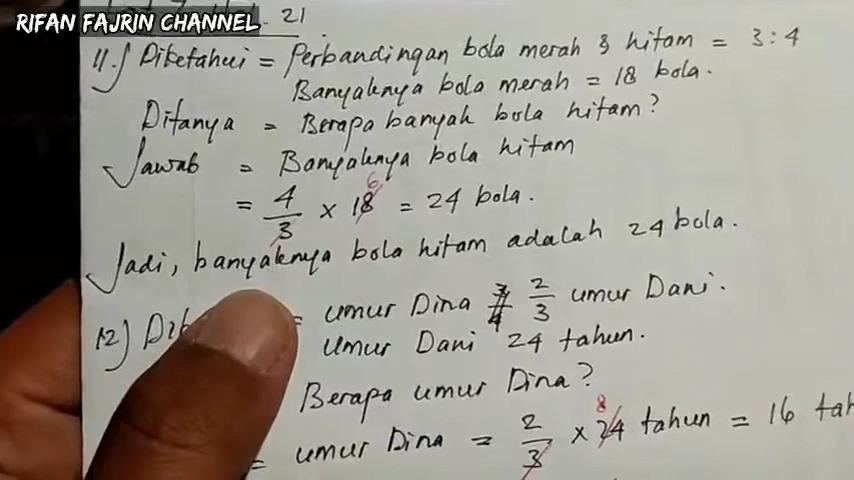 RIFAN FAJRIN CHANNEL
21
11.) Diketahui = Perbandingan bola merah & hitam = 3 : 4
Banyaknya bola merah = 18 bola.
Ditanya = Berapa banyak bola hitam?
Jawab = Banyaknya bola hitam
= 4/3 x 18 6 = 24 bola.
Jadi, banyaknya bola hitam adalah 24 bola.
12) = umur Dina 2/3 umur Dani.
Umur Dani 24 tahun.
Berapa umur Dina?
= umur Dina = 2/3 x 24 8 tahun = 16